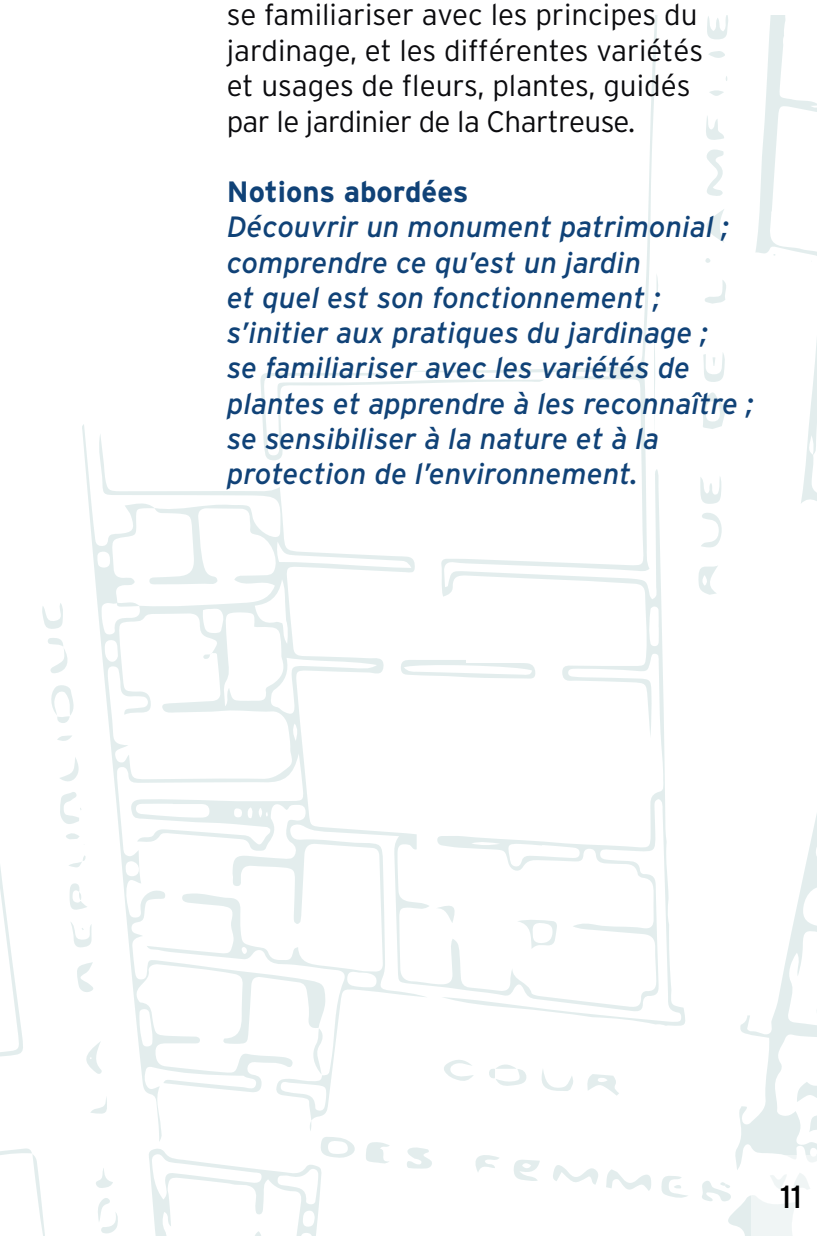 se familiariser avec les principes du
jardinage, et les différentes variétés
et usages de fleurs, plantes, guidés
par le jardinier de la Chartreuse.
Notions abordées
Découvrir un monument patrimonial ;
comprendre ce qu'est un jardin
et quel est son fonctionnement ;
s’initier aux pratiques du jardinage ;
se familiariser avec les variétés de
plantes et apprendre à les reconnaître ;
se sensibiliser à la nature et à la
protection de l’environnement.
COUR
DES FEMMES
11